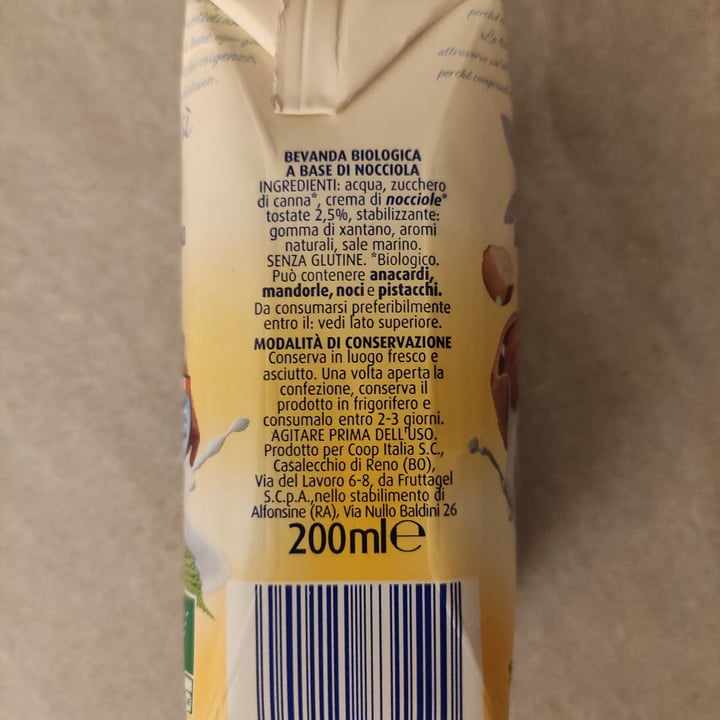 perché
attraverso
perché
esigenze,
BEVANDA BIOLOGICA
A BASE DI NOCCIOLA
INGREDIENTI: acqua, zucchero
di canna*, crema di nocciole*
tostate 2,5%, stabilizzante:
gomma di xantano, aromi
naturali, sale marino.
SENZA GLUTINE. *Biologico.
Può contenere anacardi,
mandorle, noci e pistacchi.
Da consumarsi preferibilmente
entro il: vedi lato superiore.
MODALITÀ DI CONSERVAZIONE
Conserva in luogo fresco e
asciutto. Una volta aperta la
confezione, conserva il
prodotto in frigorifero e
consumalo entro 2-3 giorni.
AGITARE PRIMA DELL'USO.
Prodotto per Coop Italia S.C.,
Casalecchio di Reno (BO),
Via del Lavoro 6-8, da Fruttagel
S.C.p.A.,nello stabilimento di
Alfonsine (RA), Via Nullo Baldini 26
200ml℮